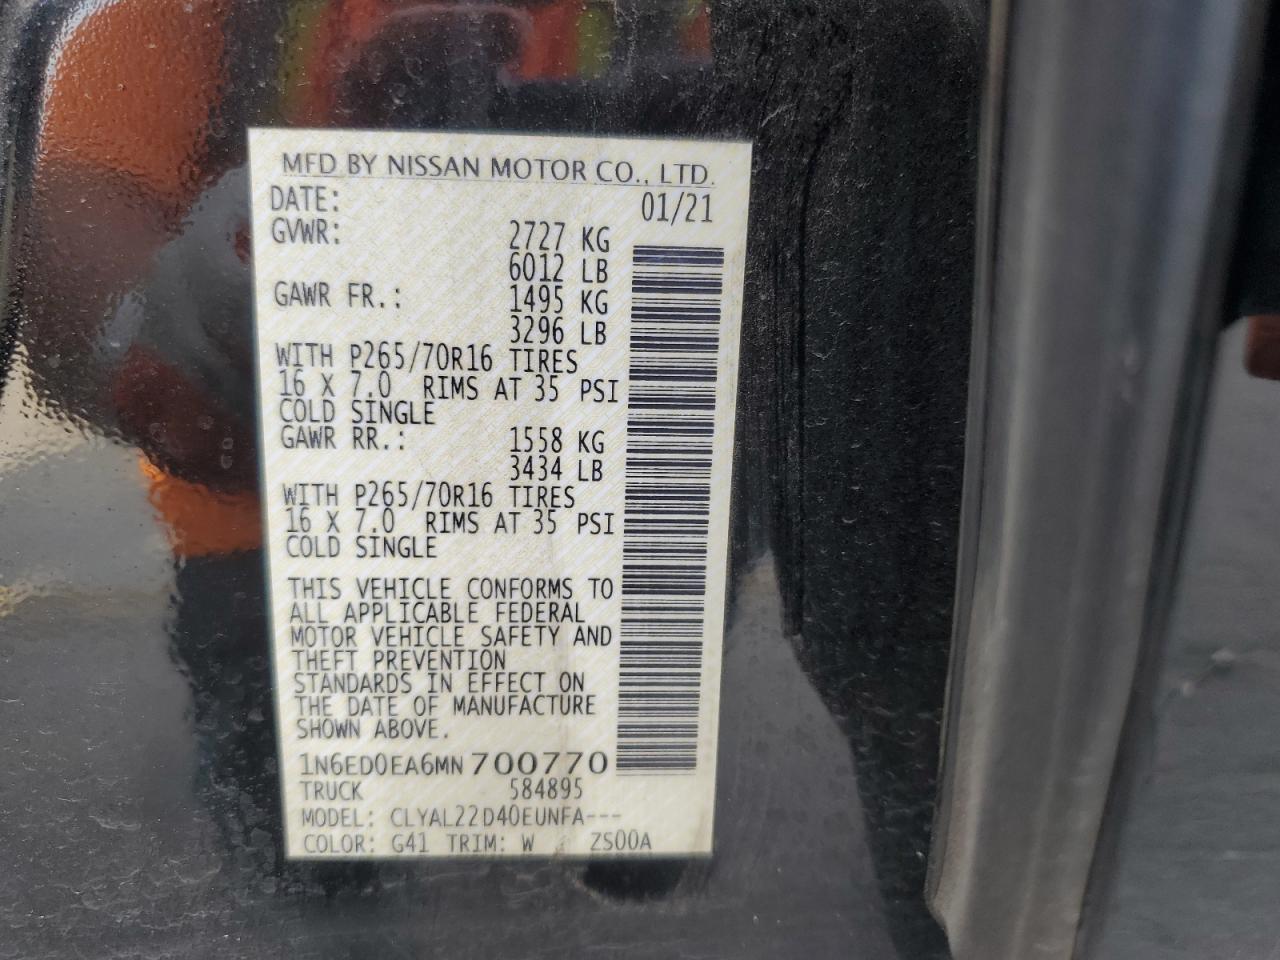 MFD BY NISSAN MOTOR CO., LTD.
DATE: 01/21
GVWR: 2727 KG
6012 LB
GAWR FR.: 1495 KG
3296 LB
WITH P265/70R16 TIRES
16 X 7.0 RIMS AT 35 PSI
COLD SINGLE
GAWR RR.: 1558 KG
3434 LB
WITH P265/70R16 TIRES
16 X 7.0 RIMS AT 35 PSI
COLD SINGLE
THIS VEHICLE CONFORMS TO
ALL APPLICABLE FEDERAL
MOTOR VEHICLE SAFETY AND
THEFT PREVENTION
STANDARDS IN EFFECT ON
THE DATE OF MANUFACTURE
SHOWN ABOVE.
1N6ED0EA6MN700770
TRUCK 584895
MODEL: CLYAL22D40EUNFA---
COLOR: G41 TRIM: W ZS00A